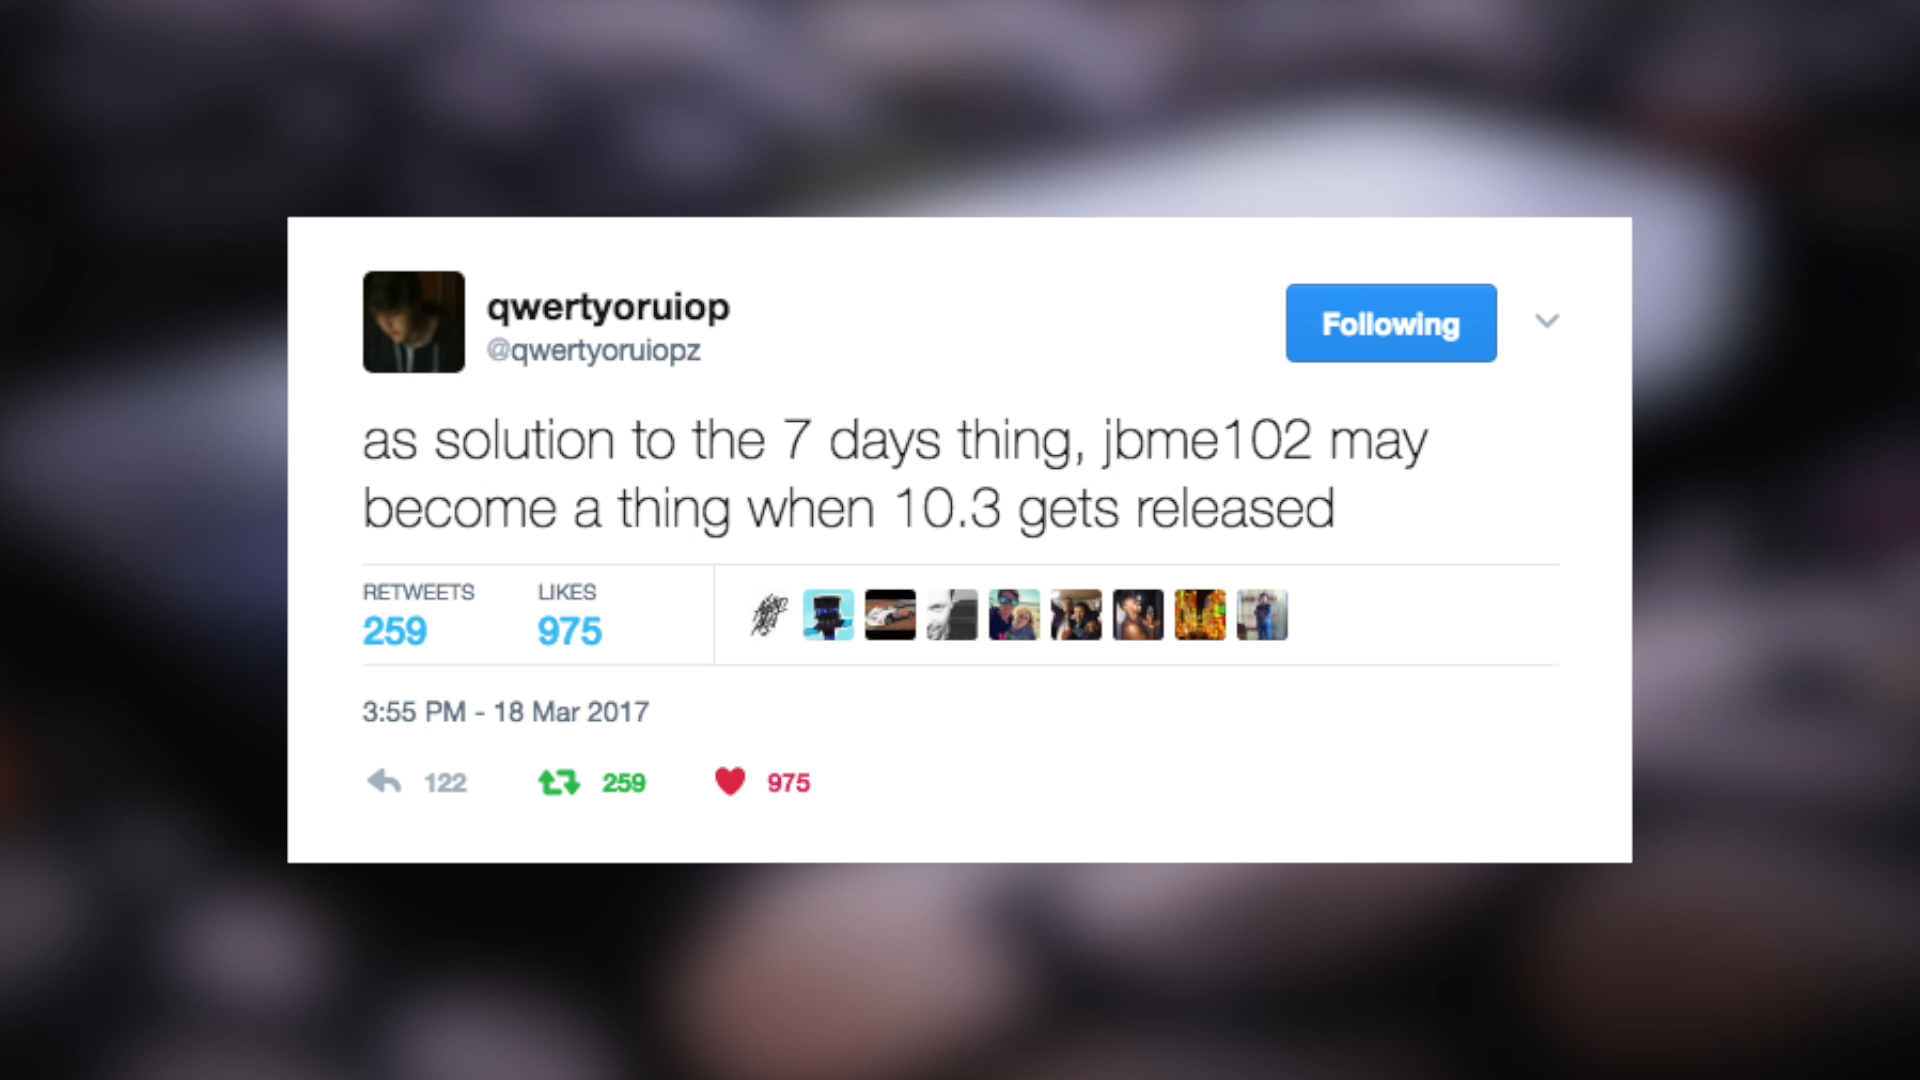 qwertyoruiop
@qwertyoruiopz
Following
as solution to the 7 days thing, jbme102 may
become a thing when 10.3 gets released
RETWEETS LIKES
259 975
3:55 PM - 18 Mar 2017
122 259 975